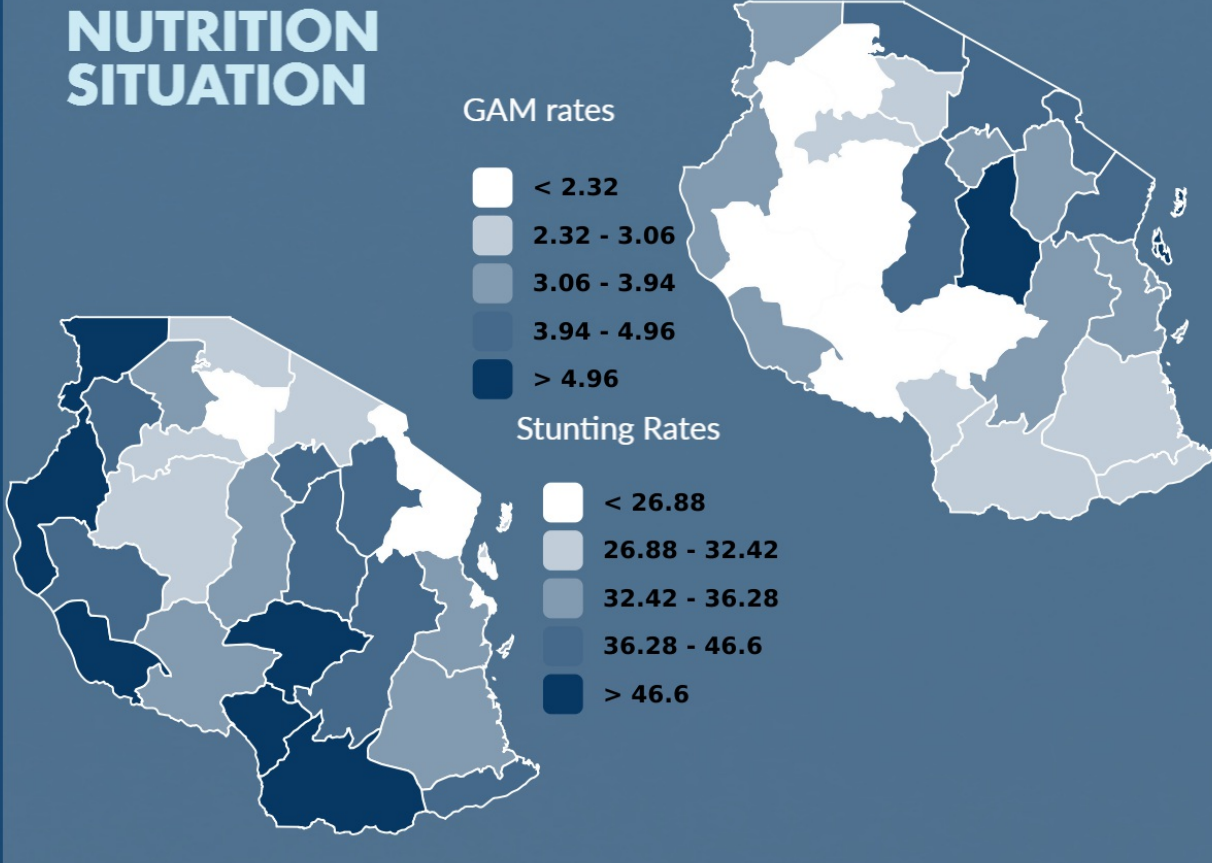 NUTRITION
SITUATION
GAM rates
< 2.32
2.32 - 3.06
3.06 - 3.94
3.94 - 4.96
> 4.96
Stunting Rates
< 26.88
26.88 - 32.42
32.42 - 36.28
36.28 - 46.6
> 46.6